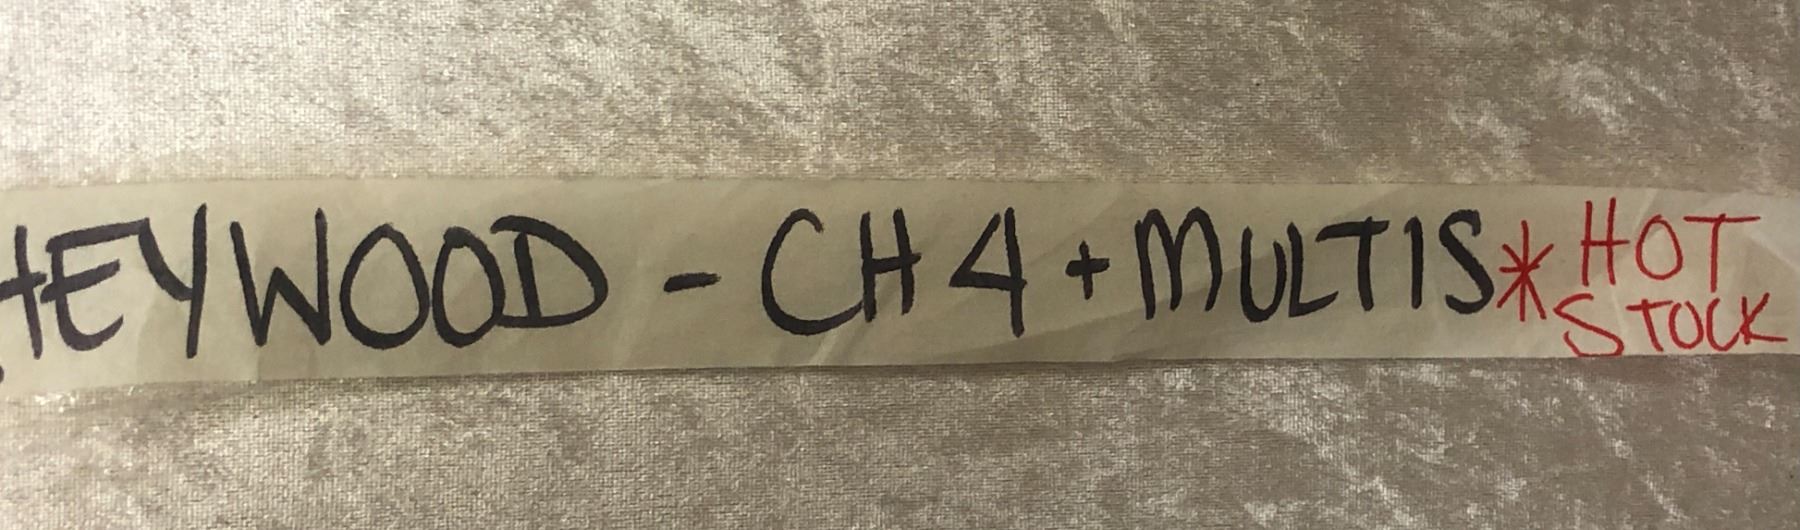 HEYWOOD - CH 4 + MULTIS * HOT
STOCK